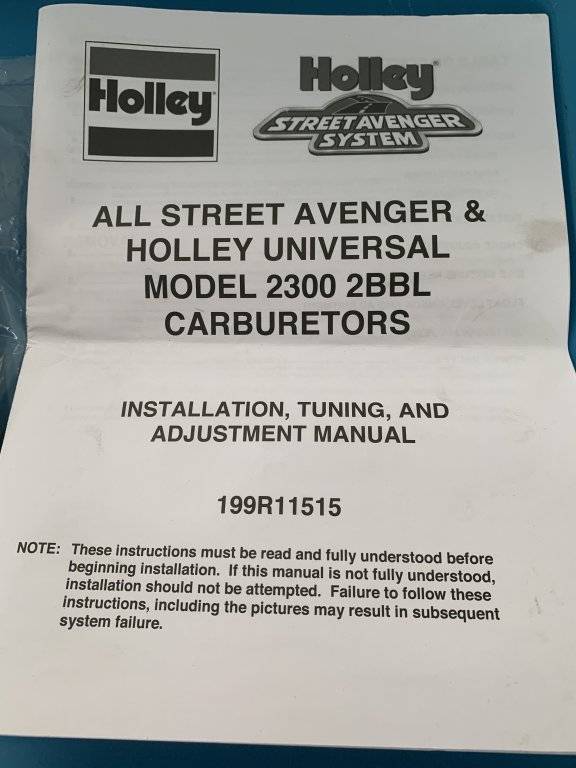 Holley®
Holley®
STREET AVENGER
SYSTEM
ALL STREET AVENGER &
HOLLEY UNIVERSAL
MODEL 2300 2BBL
CARBURETORS
INSTALLATION, TUNING, AND
ADJUSTMENT MANUAL
199R11515
NOTE: These instructions must be read and fully understood before
beginning installation. If this manual is not fully understood,
installation should not be attempted. Failure to follow these
instructions, including the pictures may result in subsequent
system failure.